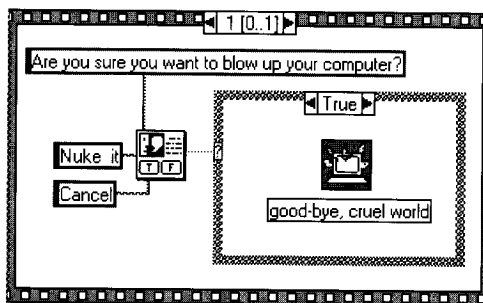 1 [0..1]
Are you sure you want to blow up your computer?
True
Nuke it
T F
?
Cancel
good-bye, cruel world